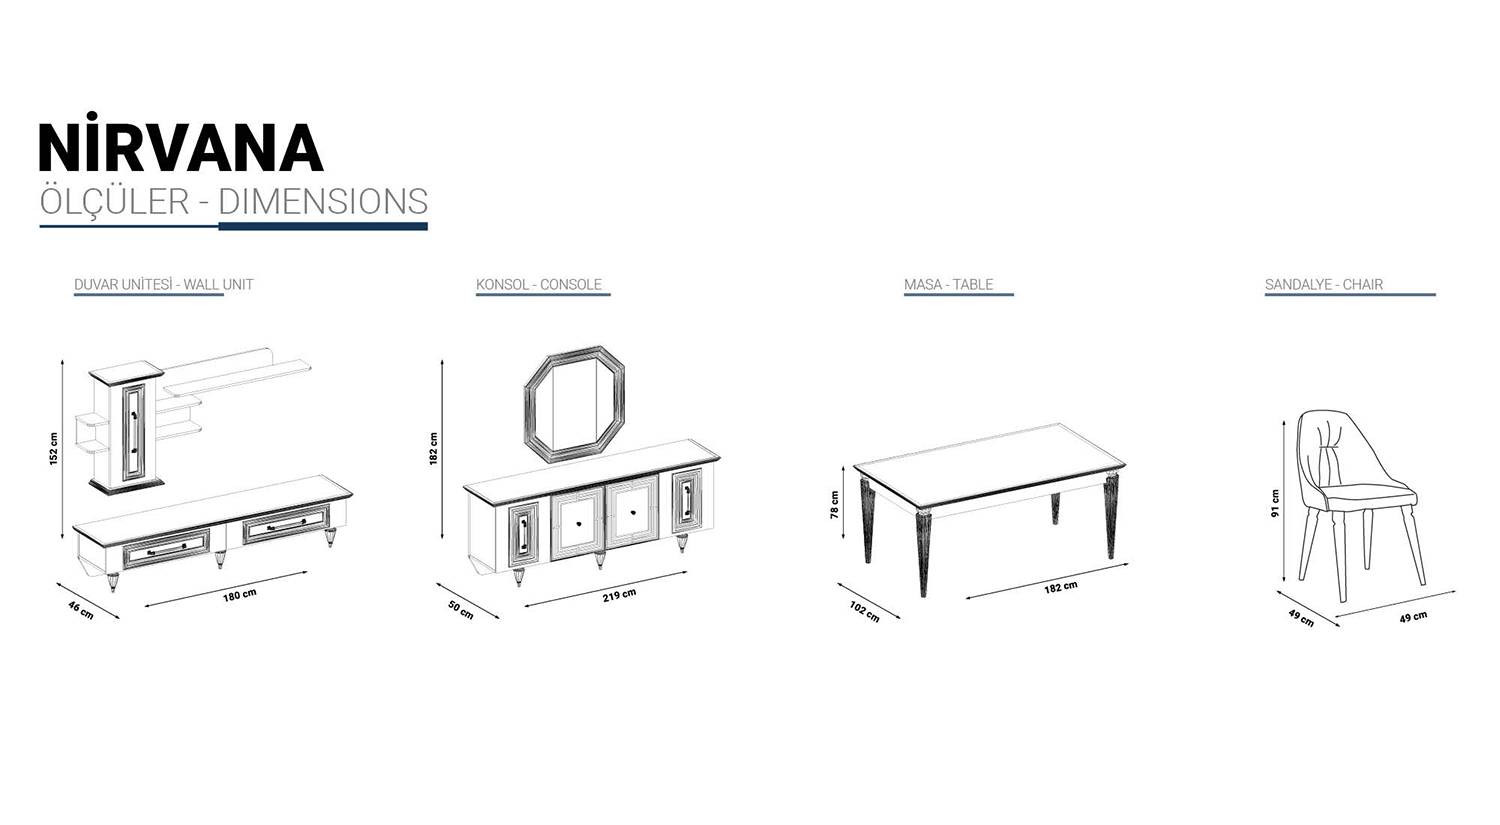 NİRVANA
ÖLÇÜLER - DIMENSIONS
DUVAR UNİTESİ - WALL UNIT
152 cm
46 cm
180 cm
KONSOL - CONSOLE
182 cm
50 cm
219 cm
MASA - TABLE
78 cm
102 cm
182 cm
SANDALYE - CHAIR
91 cm
49 cm
49 cm